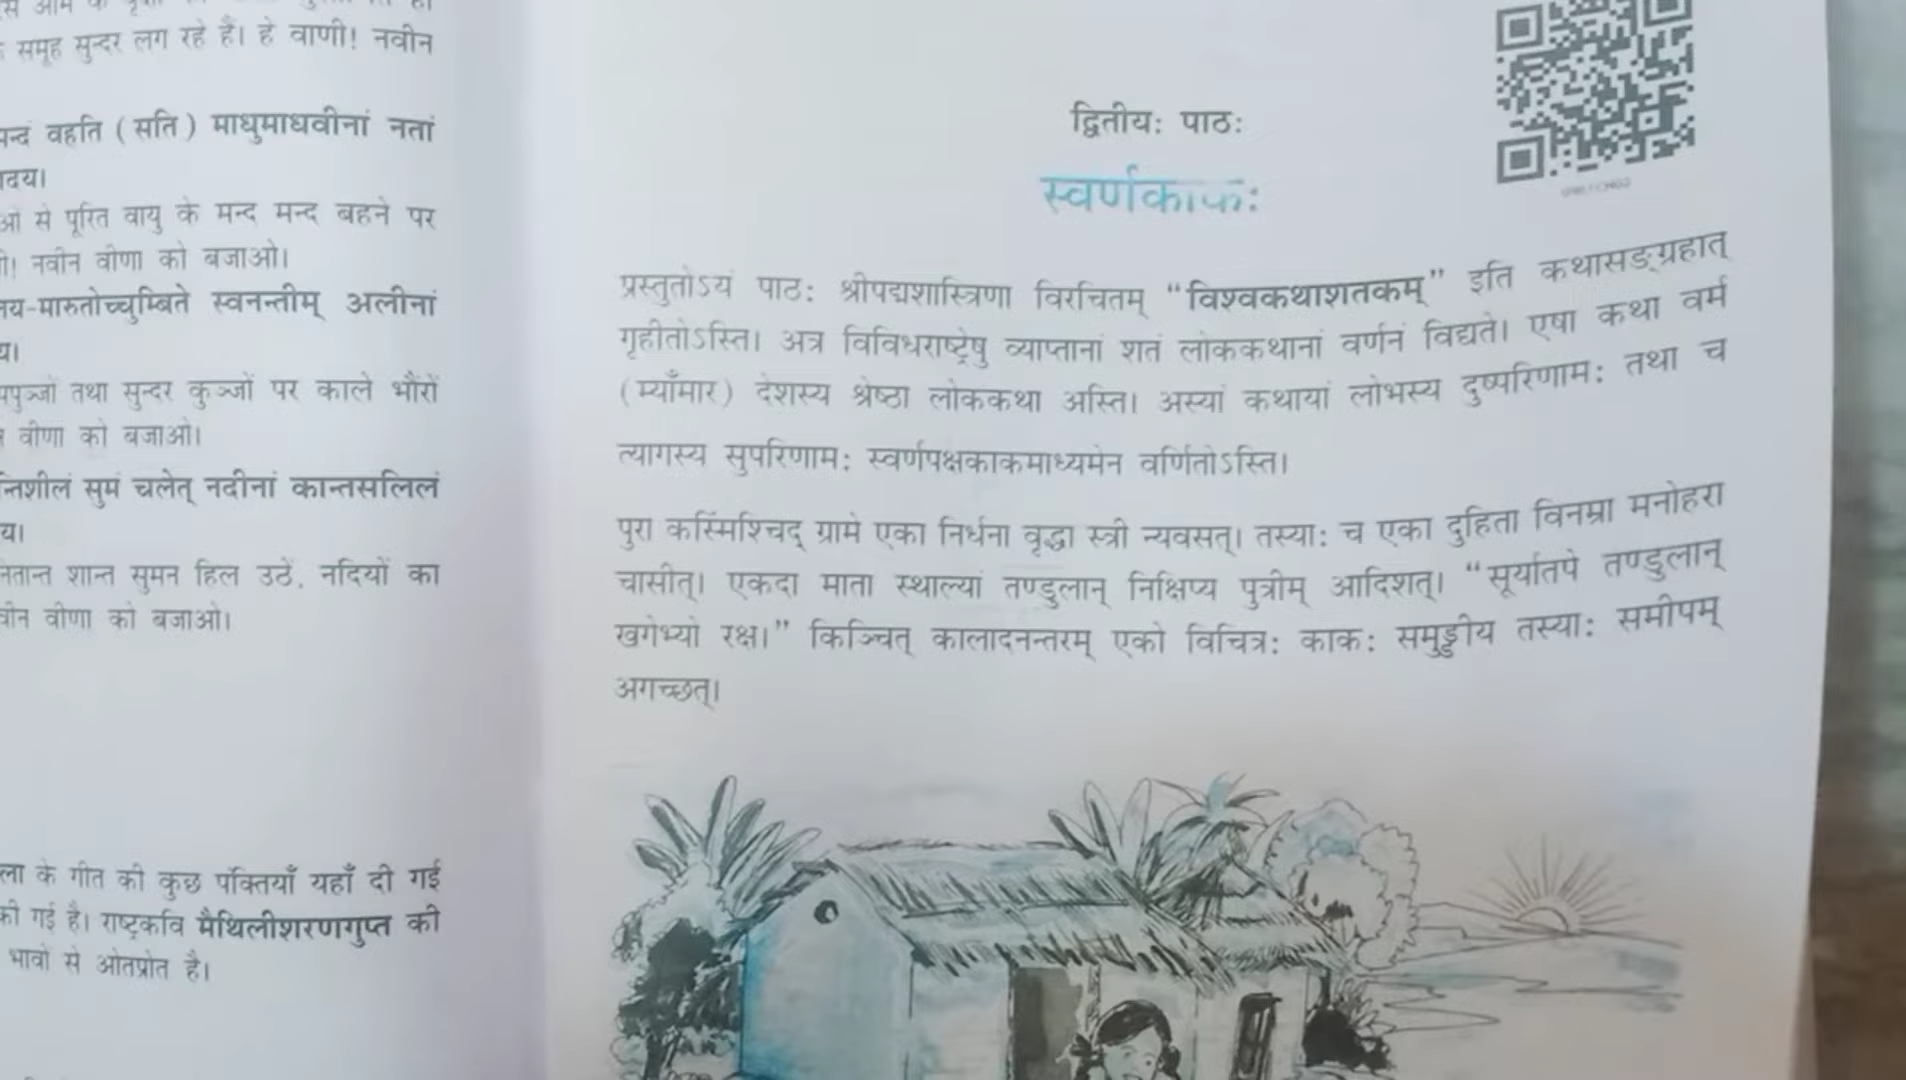 समूह सुन्दर लग रहे हैं। हे वाणी! नवीन
वहति (सति) माधुमाधवीनां नतां
से पूरित वायु के मन्द मन्द बहने पर
नवीन वीणा को बजाओ।
स्वनन्तीम् अलीनां
तथा सुन्दर कुञ्जों पर काले भौंरों
वीणा को बजाओ।
सुमं चलेत् नदीनां कान्तसलिलं
शान्त सुमन हिल उठें, नदियों का
वीणा को बजाओ।
के गीत की कुछ पंक्तियाँ यहाँ दी गई
की गई है। राष्ट्रकवि मैथिलीशरणगुप्त की
भावों से ओतप्रोत है।
द्वितीयः पाठः
स्वर्णकाकः
प्रस्तुतोऽयं पाठः श्रीपद्मशास्त्रिणा विरचितम् “विश्वकथाशतकम्” इति कथासङ्ग्रहात्
गृहीतोऽस्ति। अत्र विविधराष्ट्रेषु व्याप्तानां शतं लोककथानां वर्णनं विद्यते। एषा कथा वर्म
(म्याँमार) देशस्य श्रेष्ठा लोककथा अस्ति। अस्यां कथायां लोभस्य दुष्परिणामः तथा च
त्यागस्य सुपरिणामः स्वर्णपक्षकाकमाध्यमेन वर्णितोऽस्ति।
पुरा कस्मिंश्चिद् ग्रामे एका निर्धना वृद्धा स्त्री न्यवसत्। तस्याः च एका दुहिता विनम्रा मनोहरा
चासीत्। एकदा माता स्थाल्यां तण्डुलान् निक्षिप्य पुत्रीम् आदिशत्। “सूर्यातपे तण्डुलान्
खगेभ्यो रक्ष।” किञ्चित् कालादनन्तरम् एको विचित्रः काकः समुड्डीय तस्याः समीपम्
अगच्छत्।